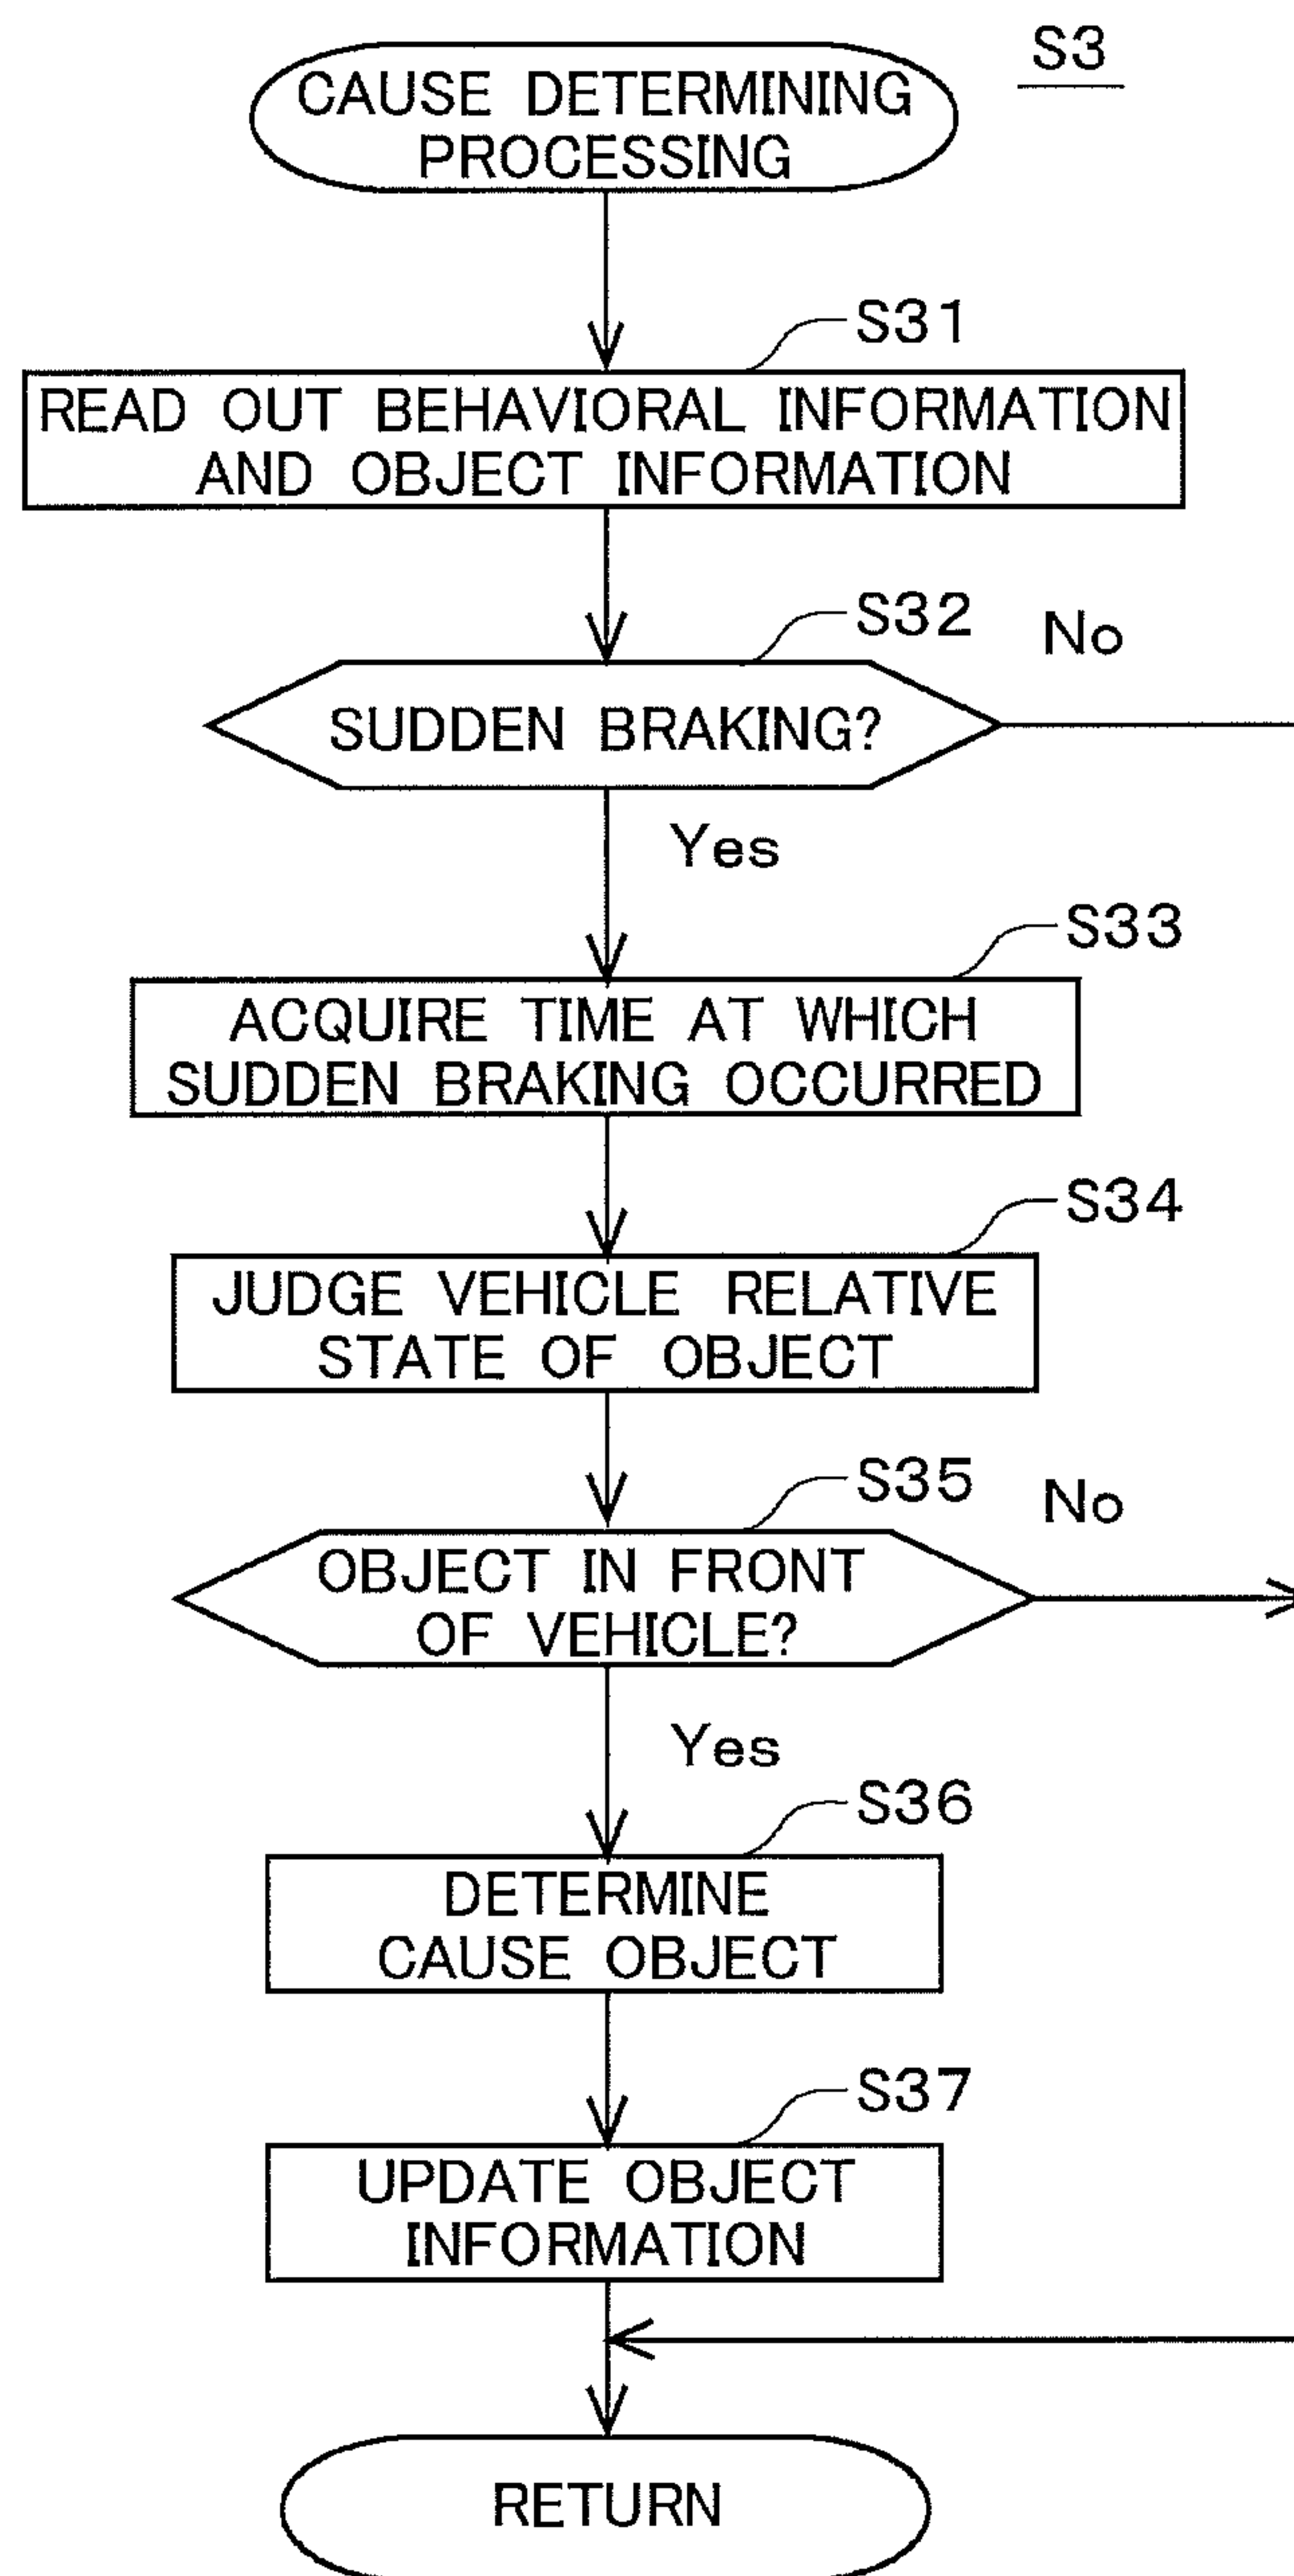 S3
CAUSE DETERMINING
PROCESSING
S31
READ OUT BEHAVIORAL INFORMATION
AND OBJECT INFORMATION
S32
No
SUDDEN BRAKING?
Yes
S33
ACQUIRE TIME AT WHICH
SUDDEN BRAKING OCCURRED
S34
JUDGE VEHICLE RELATIVE
STATE OF OBJECT
S35
No
OBJECT IN FRONT
OF VEHICLE?
Yes
S36
DETERMINE
CAUSE OBJECT
S37
UPDATE OBJECT
INFORMATION
RETURN